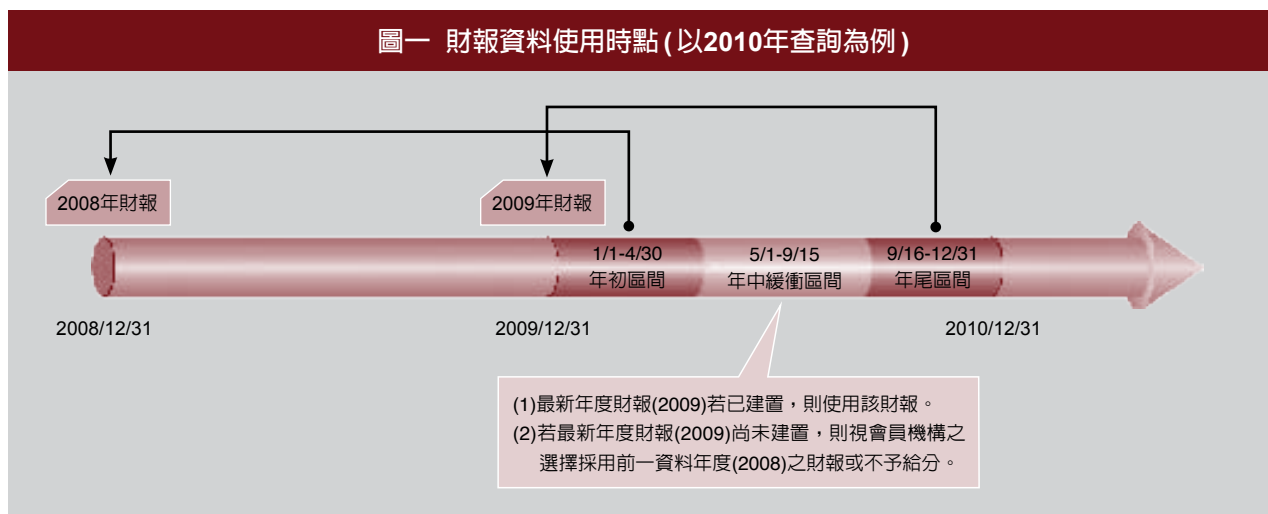 圖一 財報資料使用時點(以2010年查詢為例)
2008年財報
2009年財報
1/1-4/30
年初區間
5/1-9/15
年中緩衝區間
9/16-12/31
年尾區間
2008/12/31
2009/12/31
2010/12/31
(1)最新年度財報(2009)若已建置，則使用該財報。
(2)若最新年度財報(2009)尚未建置，則視會員機構之
選擇採用前一資料年度(2008)之財報或不予給分。